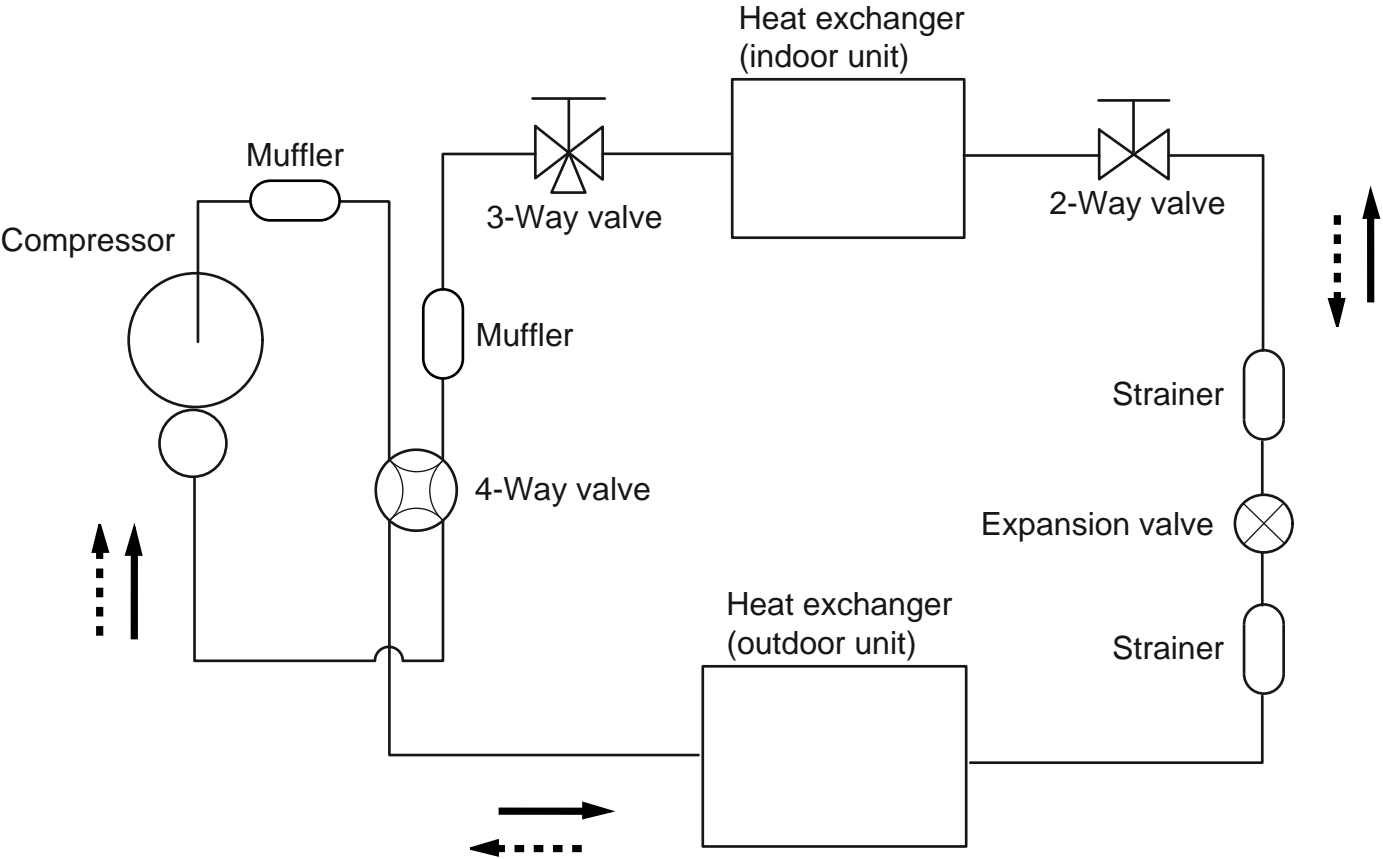 Heat exchanger
(indoor unit)
Muffler
3-Way valve
2-Way valve
Compressor
Muffler
Strainer
4-Way valve
Expansion valve
Heat exchanger
(outdoor unit)
Strainer